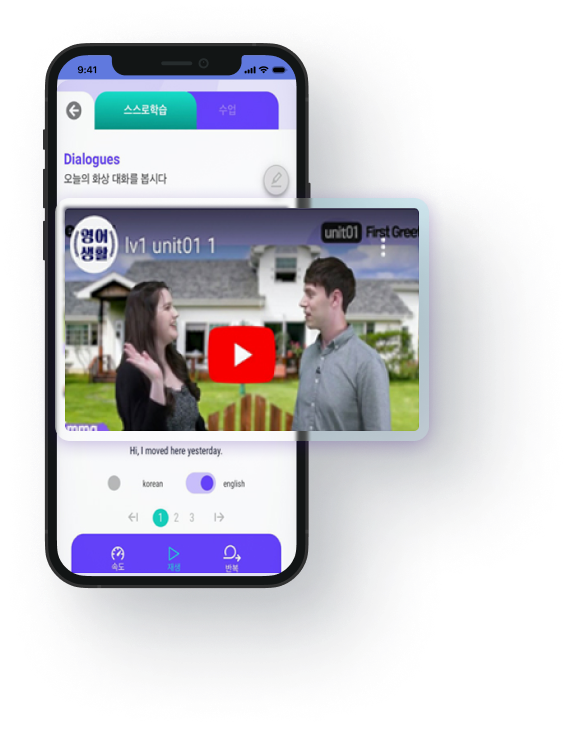 9:41
스스로학습 수업
Dialogues
오늘의 화상 대화를 봅시다
영어
생활
lv1 unit01 1
unit01 First Greet
Hi, I moved here yesterday.
korean english
1 2 3
속도 재생 반복